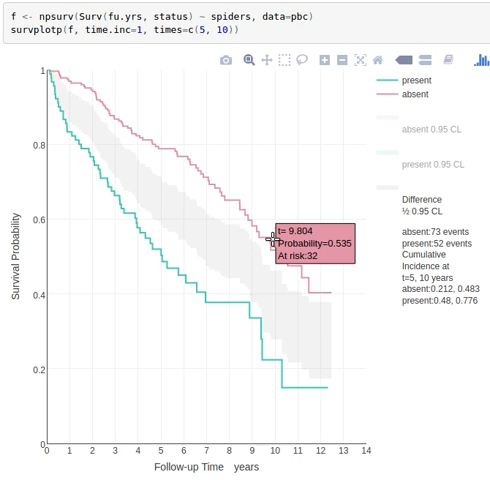 f <- npsurv(Surv(fu.yrs, status) ~ spiders, data=pbc)
survplotp(f, time.inc=1, times=c(5, 10))
1
0.8
0.6
0.4
0.2
0
Survival Probability
0 1 2 3 4 5 6 7 8 9 10 11 12 13 14
Follow-up Time years
t= 9.804
Probability=0.535
At risk:32
present
absent
absent 0.95 CL
present 0.95 CL
Difference
½ 0.95 CL
absent:73 events
present:52 events
Cumulative
Incidence at
t=5, 10 years
absent:0.212, 0.483
present:0.48, 0.776